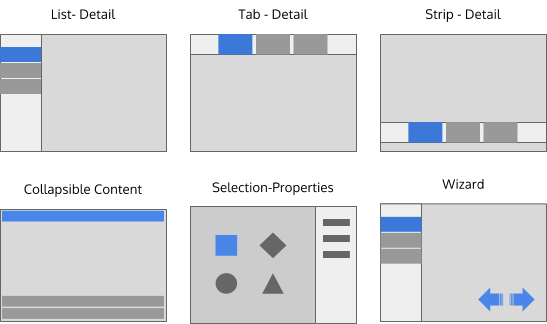 List- Detail
Tab - Detail
Strip - Detail
Collapsible Content
Selection-Properties
Wizard